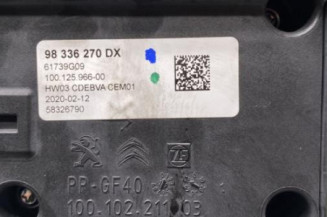 98 336 270 DX
61739G09
100.125.966-00
HW03 CDEBVA CEM01
2020-02-12
58326790
ZF
PP-GF40
100.102.211 03